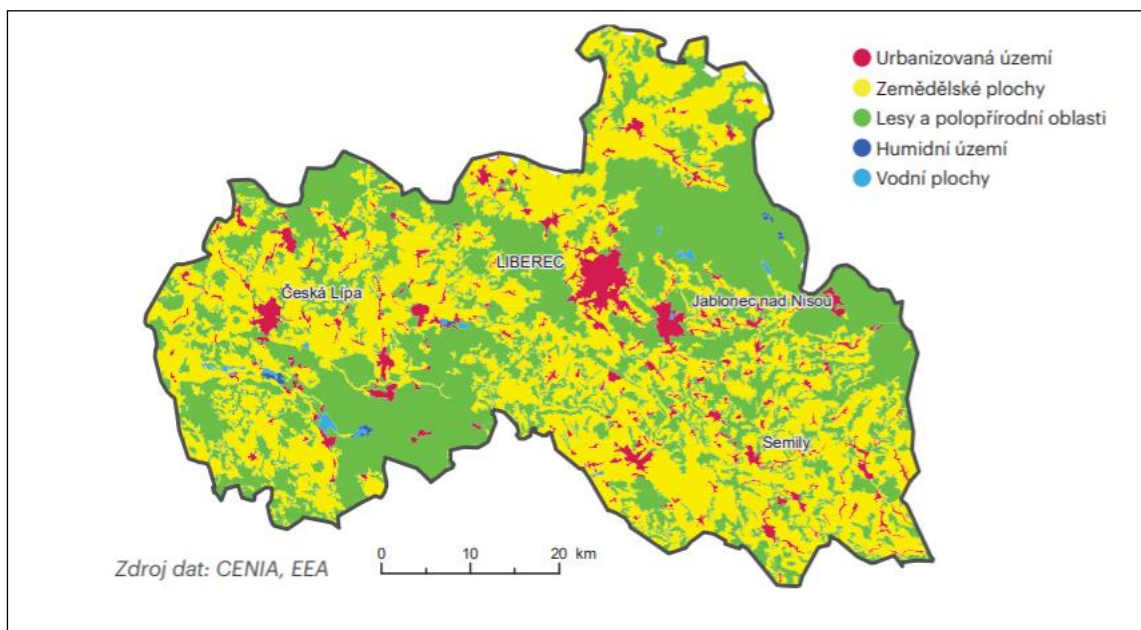 Urbanizovaná území
Zemědělské plochy
Lesy a polopřírodní oblasti
Humidní území
Vodní plochy
LIBEREC
Česká Lípa
Jablonec nad Nisou
Semily
0 10 20 km
Zdroj dat: CENIA, EEA